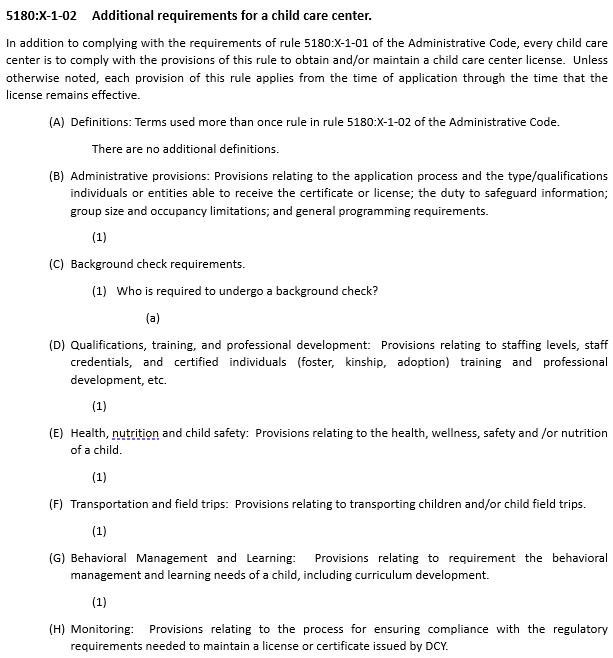 5180:X-1-02 Additional requirements for a child care center.
In addition to complying with the requirements of rule 5180:X-1-01 of the Administrative Code, every child care
center is to comply with the provisions of this rule to obtain and/or maintain a child care center license. Unless
otherwise noted, each provision of this rule applies from the time of application through the time that the
license remains effective.
(A) Definitions: Terms used more than once rule in rule 5180:X-1-02 of the Administrative Code.
There are no additional definitions.
(B) Administrative provisions: Provisions relating to the application process and the type/qualifications
individuals or entities able to receive the certificate or license; the duty to safeguard information;
group size and occupancy limitations; and general programming requirements.
(1)
(C) Background check requirements.
(1) Who is required to undergo a background check?
(a)
(D) Qualifications, training, and professional development: Provisions relating to staffing levels, staff
credentials, and certified individuals (foster, kinship, adoption) training and professional
development, etc.
(1)
(E) Health, nutrition and child safety: Provisions relating to the health, wellness, safety and /or nutrition
of a child.
(1)
(F) Transportation and field trips: Provisions relating to transporting children and/or child field trips.
(1)
(G) Behavioral Management and Learning: Provisions relating to requirement the behavioral
management and learning needs of a child, including curriculum development.
(1)
(H) Monitoring: Provisions relating to the process for ensuring compliance with the regulatory
requirements needed to maintain a license or certificate issued by DCY.